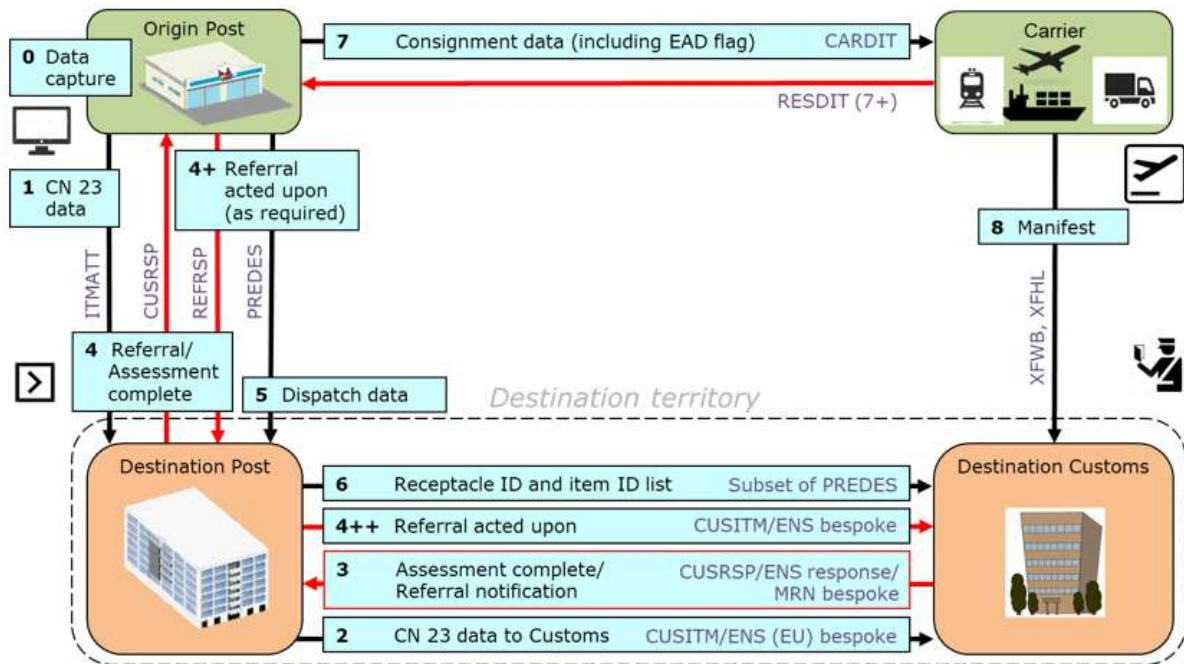 Origin Post
0 Data
capture
7 Consignment data (including EAD flag) CARDIT
Carrier
RESDIT (7+)
1 CN 23
data
4+ Referral
acted upon
(as required)
8 Manifest
ITMATT
CUSRSP
REFRSP
PREDES
XFWB, XFHL
4 Referral/
Assessment
complete
5 Dispatch data
Destination territory
Destination Post
Destination Customs
6 Receptacle ID and item ID list Subset of PREDES
4++ Referral acted upon CUSITM/ENS bespoke
3 Assessment complete/ CUSRSP/ENS response/
Referral notification MRN bespoke
2 CN 23 data to Customs CUSITM/ENS (EU) bespoke